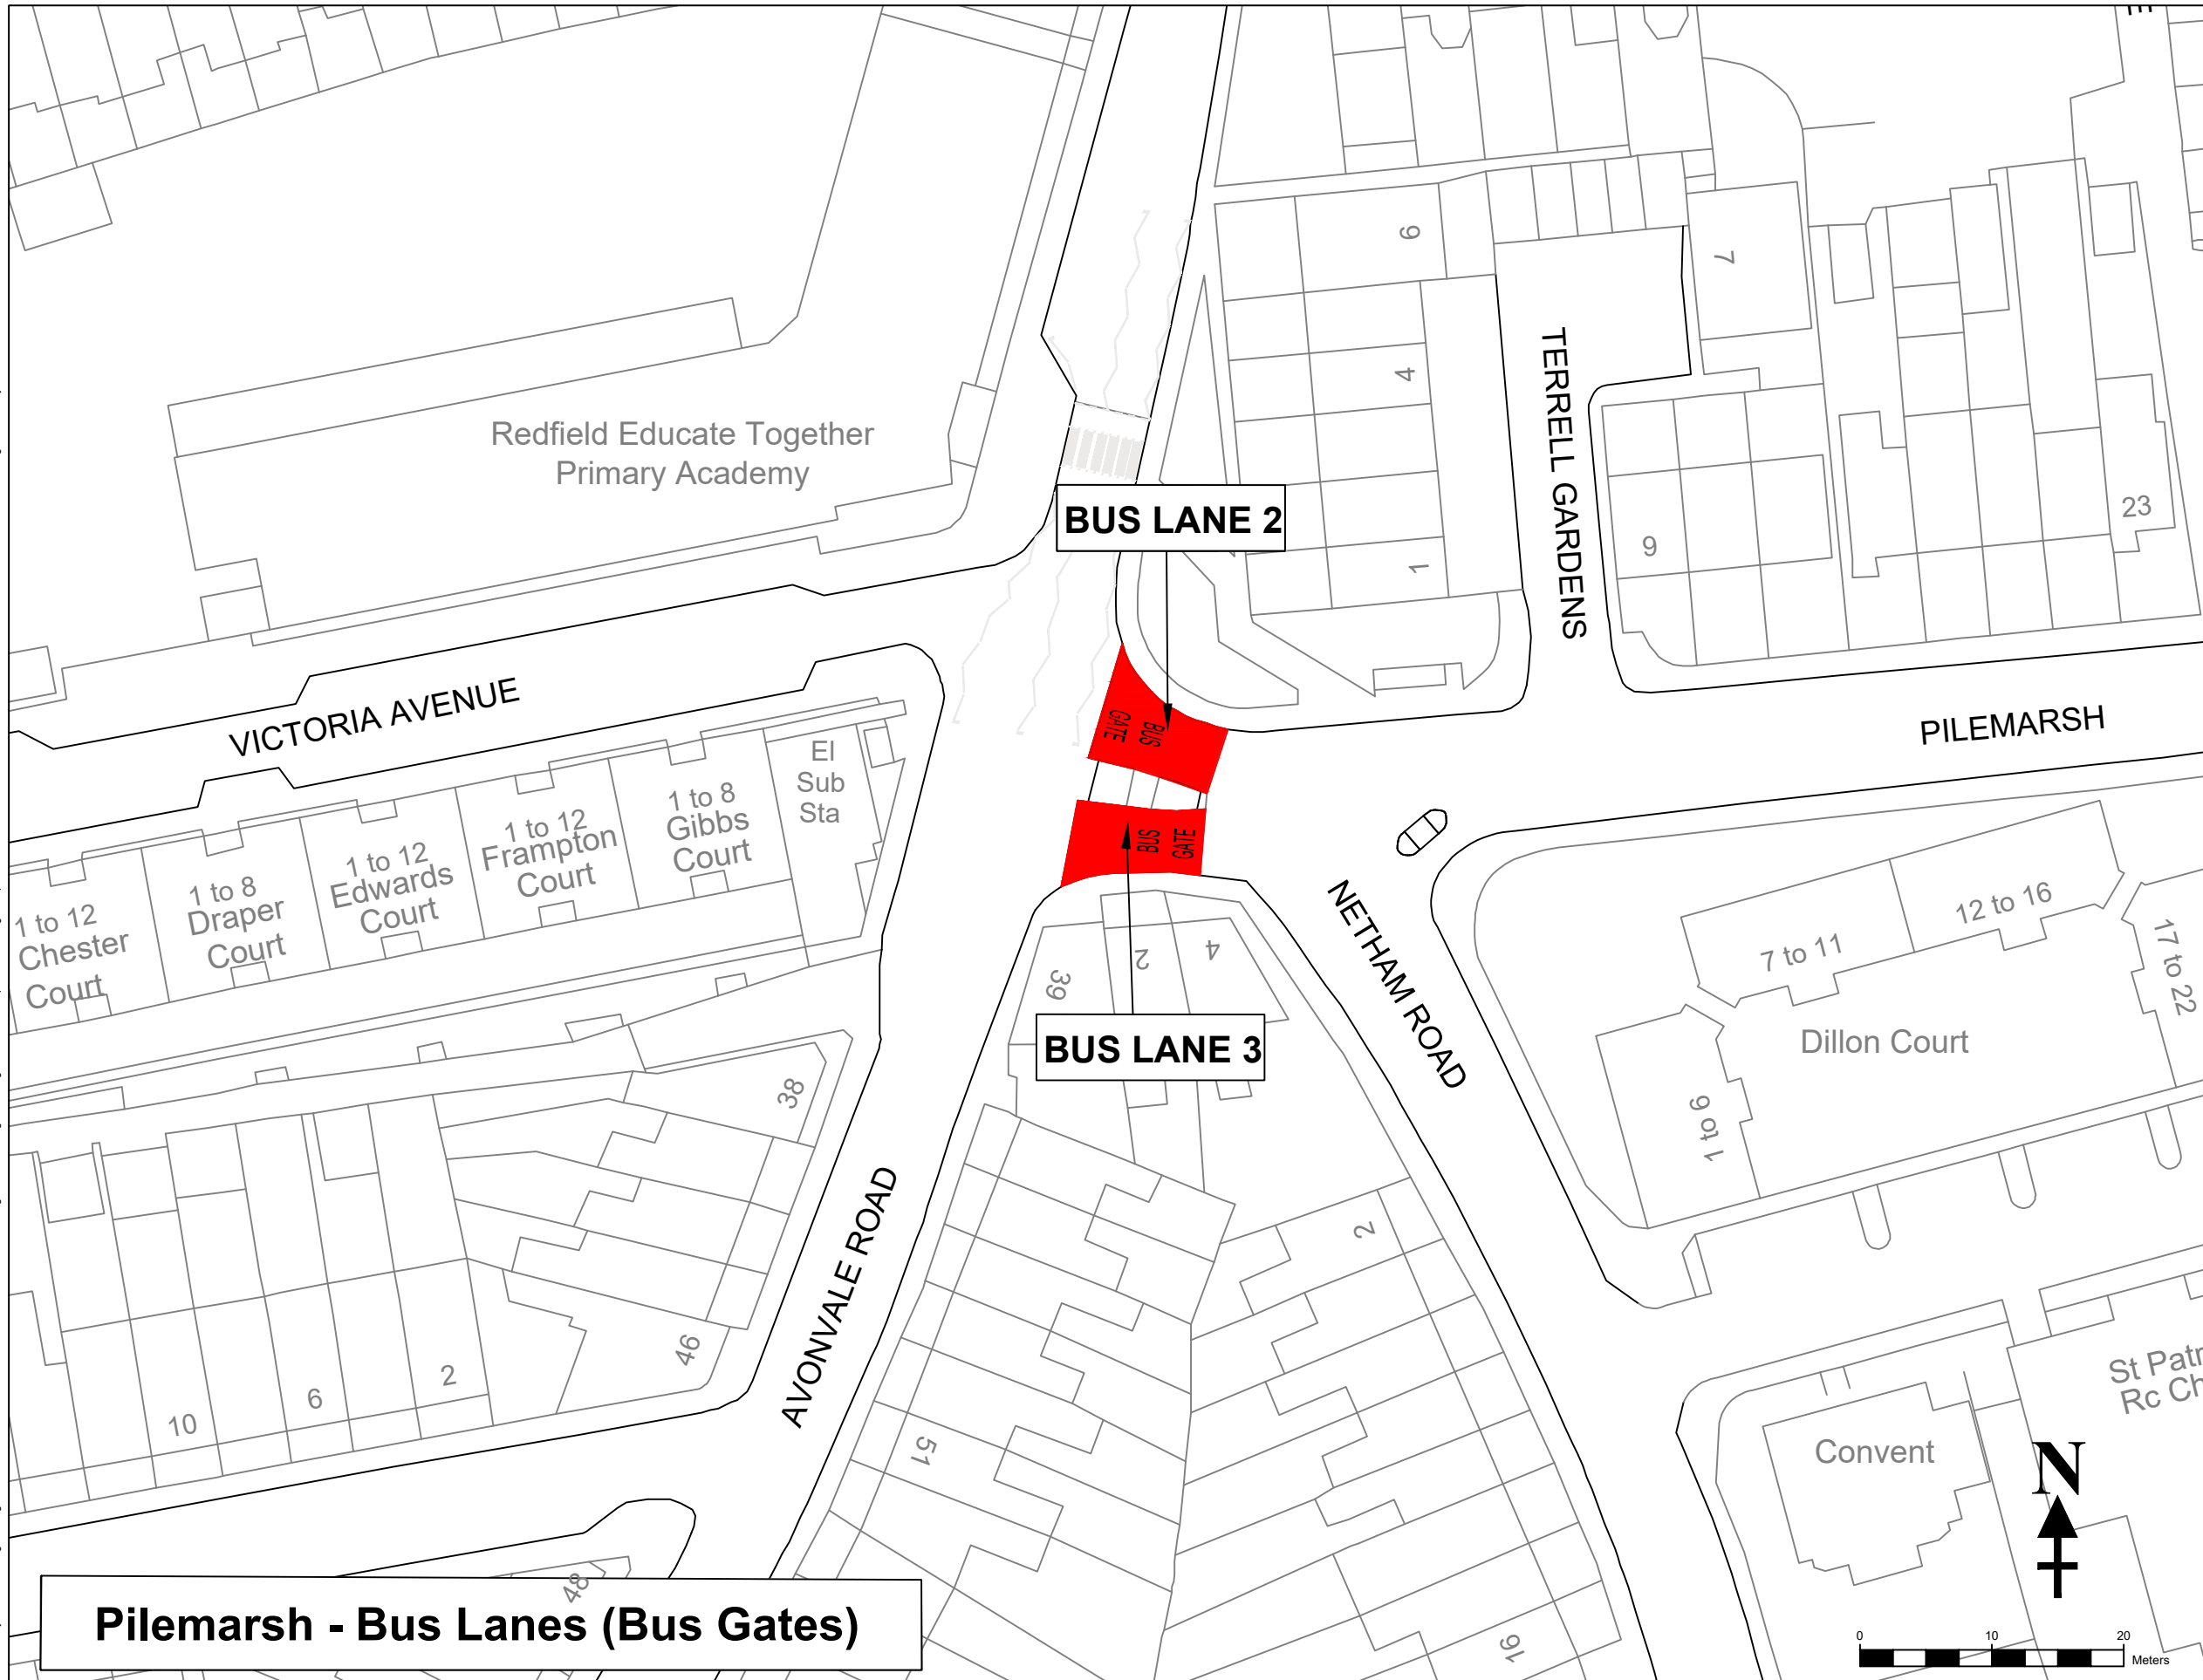 6
7
Redfield Educate Together
Primary Academy
4
TERRELL GARDENS
BUS LANE 2
23
9
1
VICTORIA AVENUE
PILEMARSH
BUS
GATE
El
Sub
Sta
1 to 8
Gibbs
Court
1 to 12
Frampton
Court
1 to 12
Edwards
Court
1 to 8
Draper
Court
1 to 12
Chester
Court
BUS
GATE
NETHAM ROAD
12 to 16
7 to 11
17 to 22
39
2
4
Dillon Court
BUS LANE 3
38
1 to 6
AVONVALE ROAD
2
46
2
6
10
St Patr
Rc Ch
51
Convent
N
48
Pilemarsh - Bus Lanes (Bus Gates)
16
0 10 20
Meters